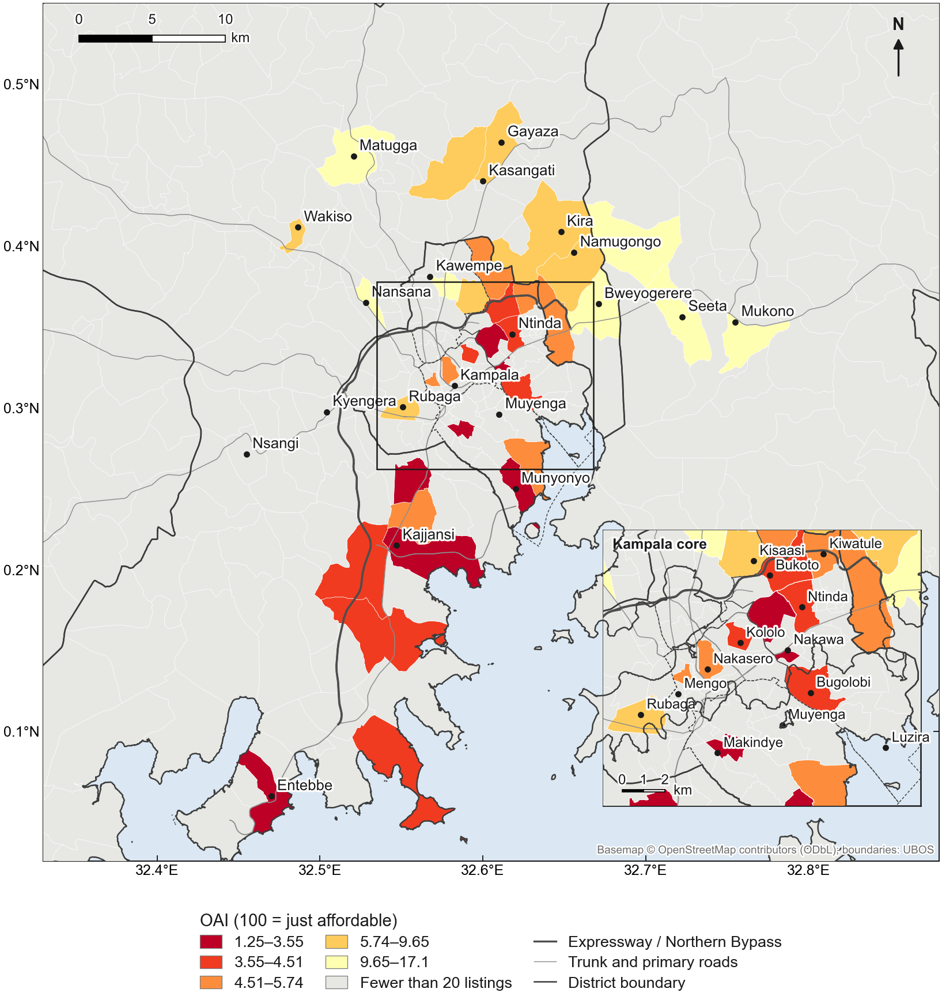 0 5 10
km
N
0.5°N
0.4°N
0.3°N
0.2°N
0.1°N
Gayaza
Matugga
Kasangati
Wakiso
Kira
Namugongo
Kawempe
Nansana
Bweyogerere
Seeta
Mukono
Ntinda
Kampala
Rubaga
Kyengera
Muyenga
Nsangi
Munyonyo
Kajjansi
Entebbe
Kampala core
Kiwatule
Kisaasi
Bukoto
Ntinda
Kololo
Nakawa
Nakasero
Mengo
Bugolobi
Rubaga
Muyenga
Luzira
Makindye
0 1 2
km
Basemap © OpenStreetMap contributors (ODbL); boundaries: UBOS
32.4°E 32.5°E 32.6°E 32.7°E 32.8°E
OAI (100 = just affordable)
1.25–3.55
3.55–4.51
4.51–5.74
5.74–9.65
9.65–17.1
Fewer than 20 listings
Expressway / Northern Bypass
Trunk and primary roads
District boundary